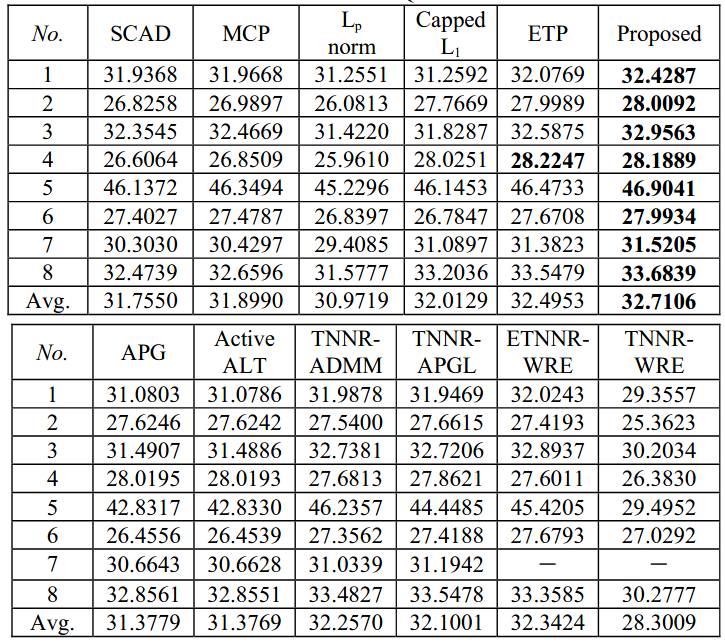 No. SCAD MCP Lp norm Capped L1 ETP Proposed
1 31.9368 31.9668 31.2551 31.2592 32.0769 32.4287
2 26.8258 26.9897 26.0813 27.7669 27.9989 28.0092
3 32.3545 32.4669 31.4220 31.8287 32.5875 32.9563
4 26.6064 26.8509 25.9610 28.0251 28.2247 28.1889
5 46.1372 46.3494 45.2296 46.1453 46.4733 46.9041
6 27.4027 27.4787 26.8397 26.7847 27.6708 27.9934
7 30.3030 30.4297 29.4085 31.0897 31.3823 31.5205
8 32.4739 32.6596 31.5777 33.2036 33.5479 33.6839
Avg. 31.7550 31.8990 30.9719 32.0129 32.4953 32.7106
No. APG Active ALT TNNR-ADMM TNNR-APGL ETNNR-WRE TNNR-WRE
1 31.0803 31.0786 31.9878 31.9469 32.0243 29.3557
2 27.6246 27.6242 27.5400 27.6615 27.4193 25.3623
3 31.4907 31.4886 32.7381 32.7206 32.8937 30.2034
4 28.0195 28.0193 27.6813 27.8621 27.6011 26.3830
5 42.8317 42.8330 46.2357 44.4485 45.4205 29.4952
6 26.4556 26.4539 27.3562 27.4188 27.6793 27.0292
7 30.6643 30.6628 31.0339 31.1942 — —
8 32.8561 32.8551 33.4827 33.5478 33.3585 30.2777
Avg. 31.3779 31.3769 32.2570 32.1001 32.3424 28.3009